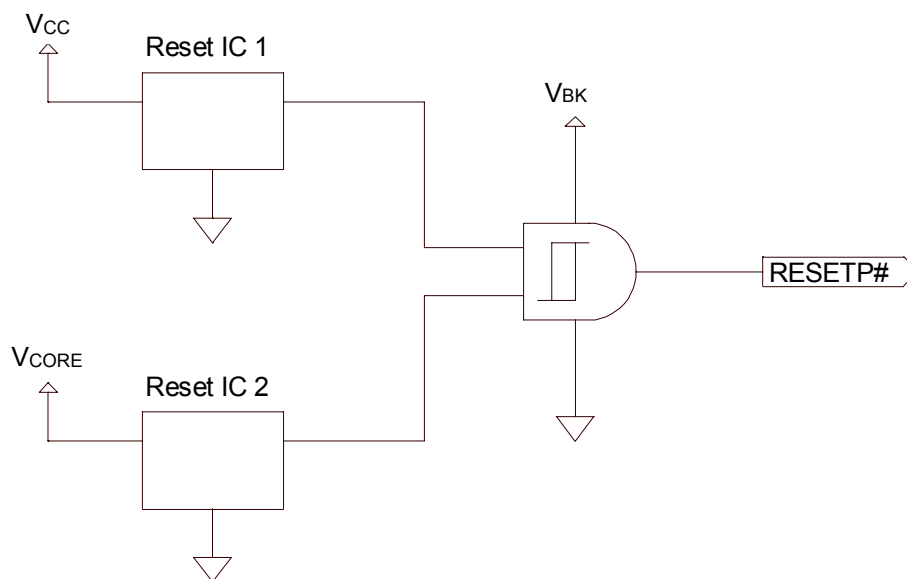 VCC
Reset IC 1
VBK
RESETP#
VCORE
Reset IC 2